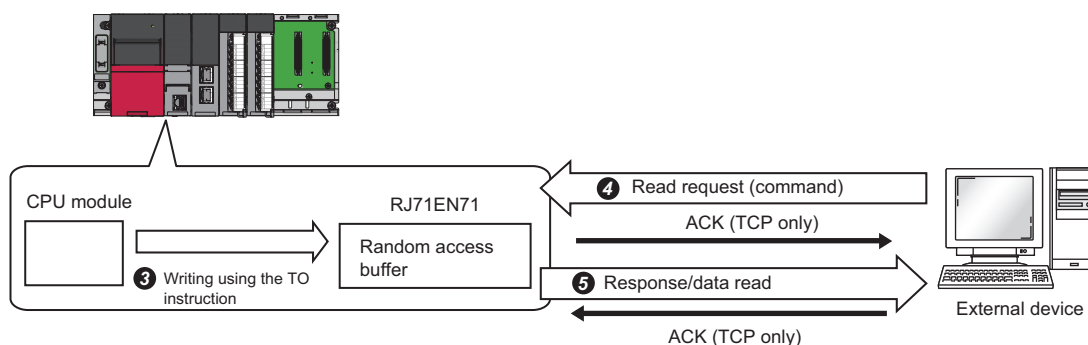 CPU module
RJ71EN71
Random access
buffer
3 Writing using the TO
instruction
4 Read request (command)
ACK (TCP only)
5 Response/data read
ACK (TCP only)
External device